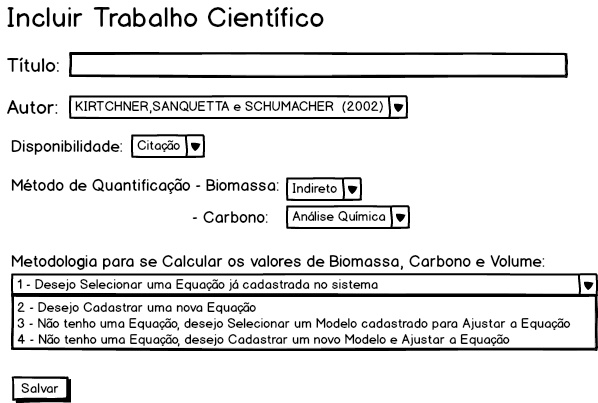 Incluir Trabalho Científico
Título:
Autor: KIRTCHNER,SANQUETTA e SCHUMACHER (2002)
Disponibilidade: Citação
Método de Quantificação - Biomassa: Indireto
- Carbono: Análise Química
Metodologia para se Calcular os valores de Biomassa, Carbono e Volume:
1 - Desejo Selecionar uma Equação já cadastrada no sistema
2 - Desejo Cadastrar uma nova Equação
3 - Não tenho uma Equação, desejo Selecionar um Modelo cadastrado para Ajustar a Equação
4 - Não tenho uma Equação, desejo Cadastrar um novo Modelo e Ajustar a Equação
Salvar